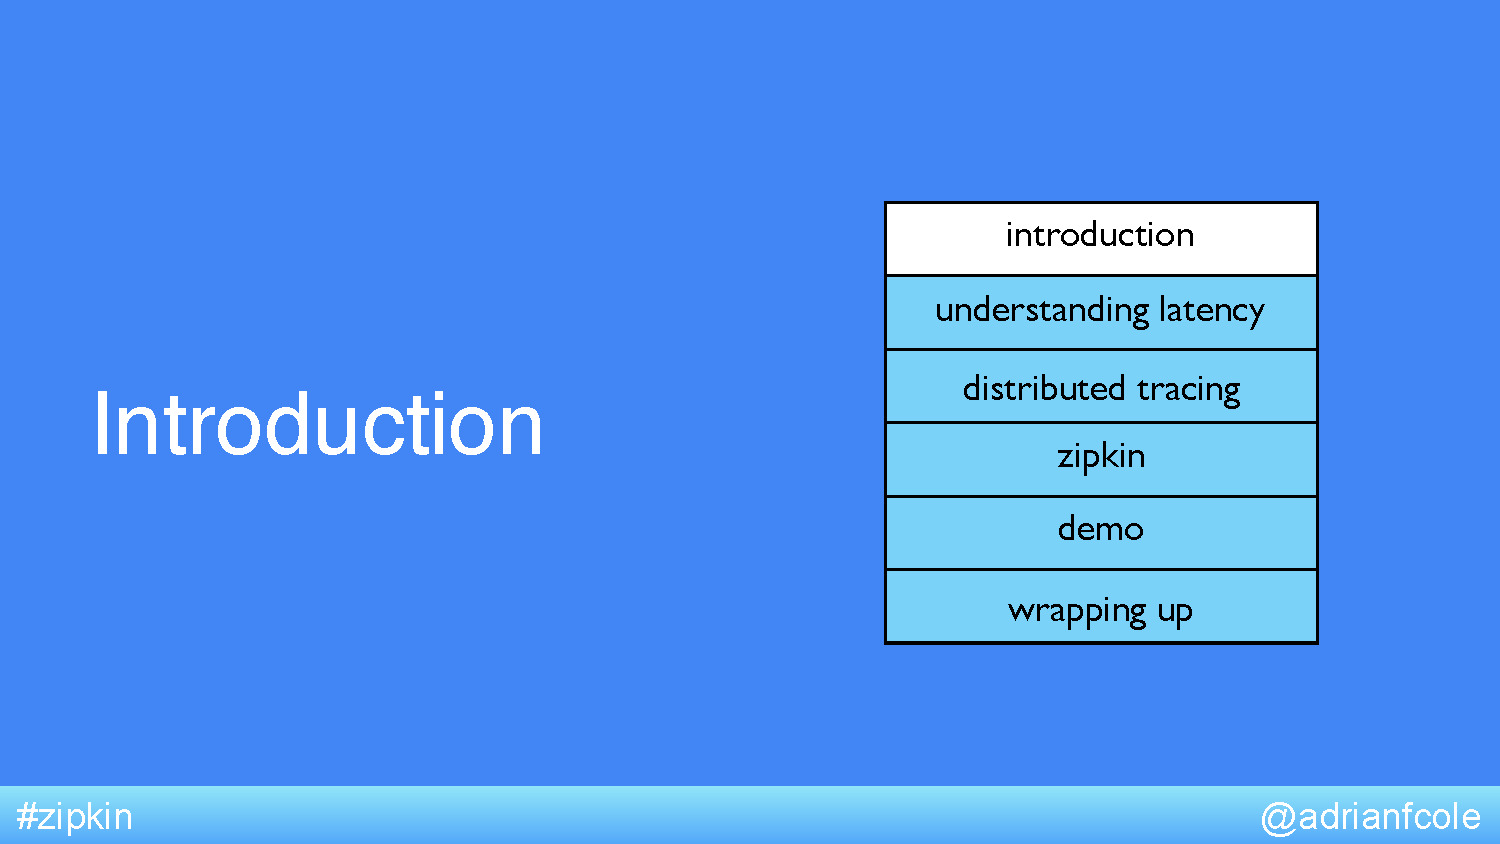 Introduction
introduction
understanding latency
distributed tracing
zipkin
demo
wrapping up
#zipkin
@adrianfcole